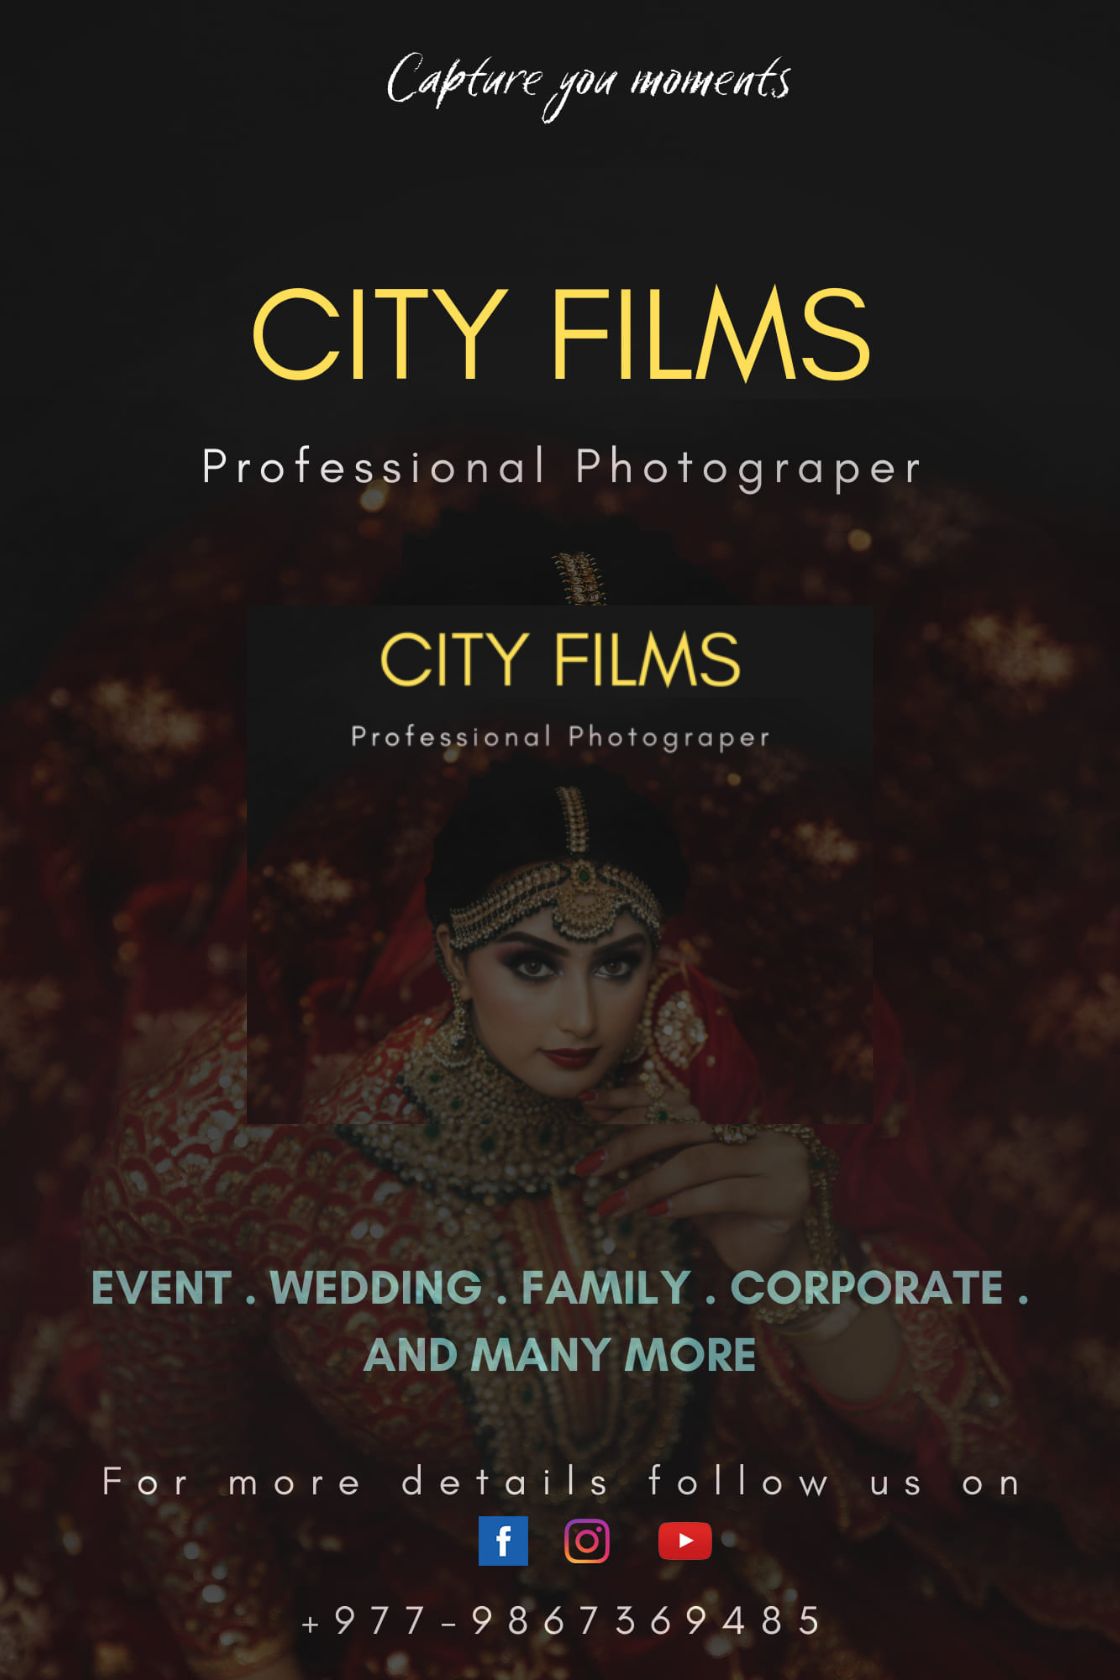 Capture you moments
CITY FILMS
Professional Photograper
CITY FILMS
Professional Photograper
EVENT . WEDDING . FAMILY . CORPORATE .
AND MANY MORE
For more details follow us on
+977-9867369485